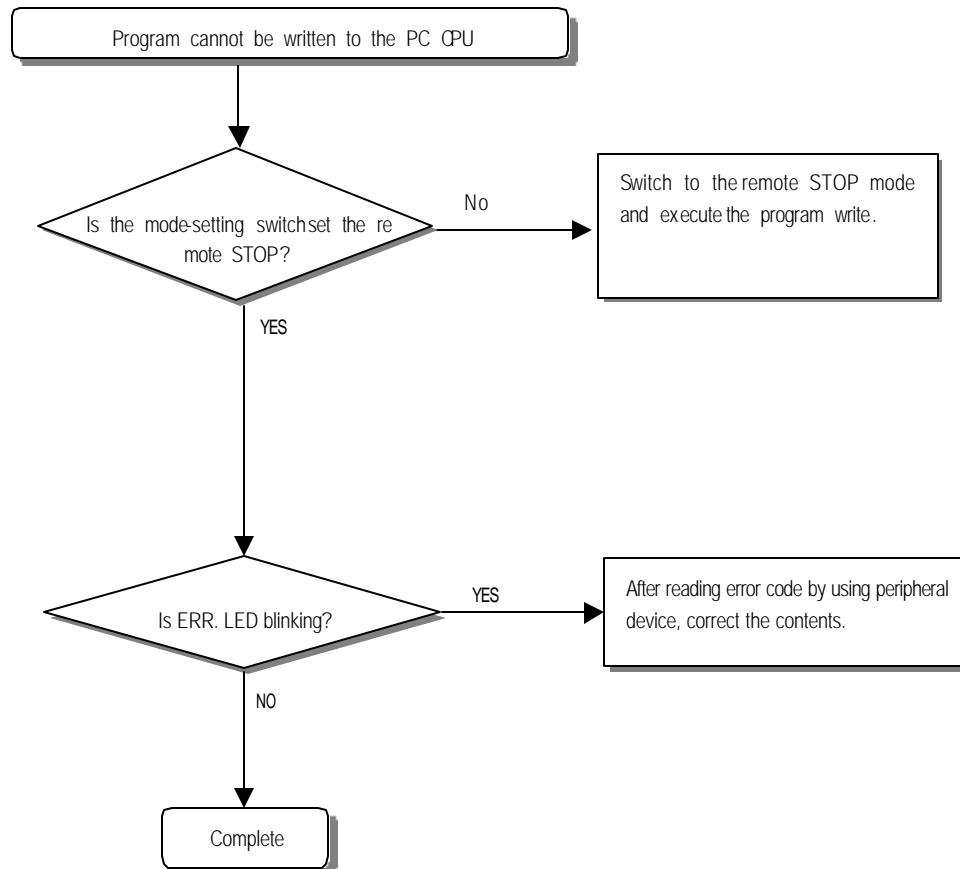 Program cannot be written to the PC CPU
Is the mode-setting switch set the re
mote STOP?
No
Switch to the remote STOP mode
and execute the program write.
YES
Is ERR. LED blinking?
YES
After reading error code by using peripheral
device, correct the contents.
NO
Complete